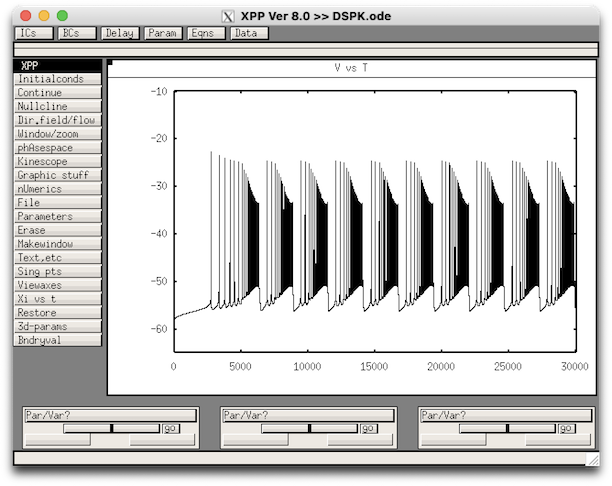 XPP Ver 8.0 >> DSPK.ode
ICs BCs Delay Param Eqns Data
XPP
Initialconds
Continue
Nullcline
Dir.field/flow
Window/zoom
phAsespace
Kinescope
Graphic stuff
nUmerics
File
Parameters
Erase
Makewindow
Text,etc
Sing pts
Viewaxes
Xi vs t
Restore
3d-params
Bndryval
V vs T
-10
-20
-30
-40
-50
-60
0 5000 10000 15000 20000 25000 30000
Par/Var? Par/Var? Par/Var?
go go go